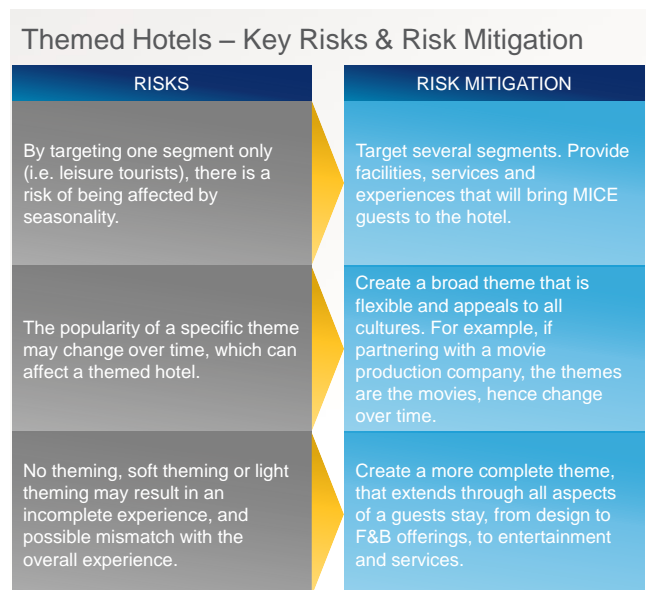 Themed Hotels – Key Risks & Risk Mitigation
RISKS
RISK MITIGATION
By targeting one segment only
(i.e. leisure tourists), there is a
risk of being affected by
seasonality.
Target several segments. Provide
facilities, services and
experiences that will bring MICE
guests to the hotel.
The popularity of a specific theme
may change over time, which can
affect a themed hotel.
Create a broad theme that is
flexible and appeals to all
cultures. For example, if
partnering with a movie
production company, the themes
are the movies, hence change
over time.
No theming, soft theming or light
theming may result in an
incomplete experience, and
possible mismatch with the
overall experience.
Create a more complete theme,
that extends through all aspects
of a guests stay, from design to
F&B offerings, to entertainment
and services.